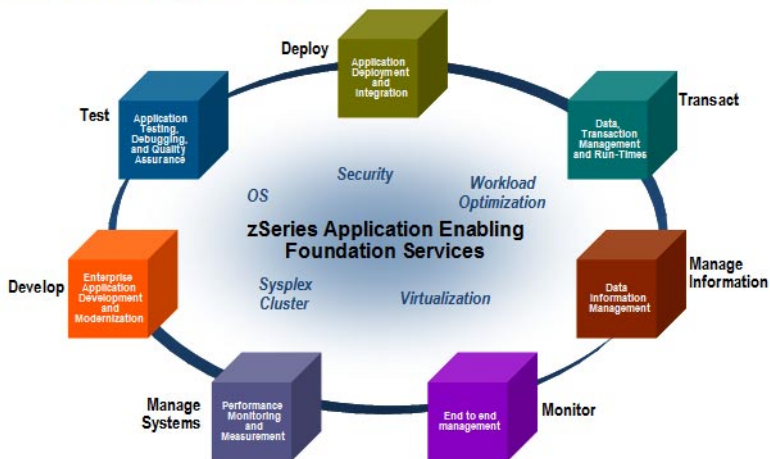 Deploy
Application
Deployment
and
Integration
Test
Application
Testing,
Debugging,
and Quality
Assurance
Transact
Data,
Transaction
Management
and Run-Times
Security
OS
Workload
Optimization
zSeries Application Enabling
Foundation Services
Sysplex
Cluster
Virtualization
Develop
Enterprise
Application
Development
and
Modernization
Manage
Information
Data
Information
Management
Manage
Systems
Performance
Monitoring
and
Measurement
End to end
management
Monitor